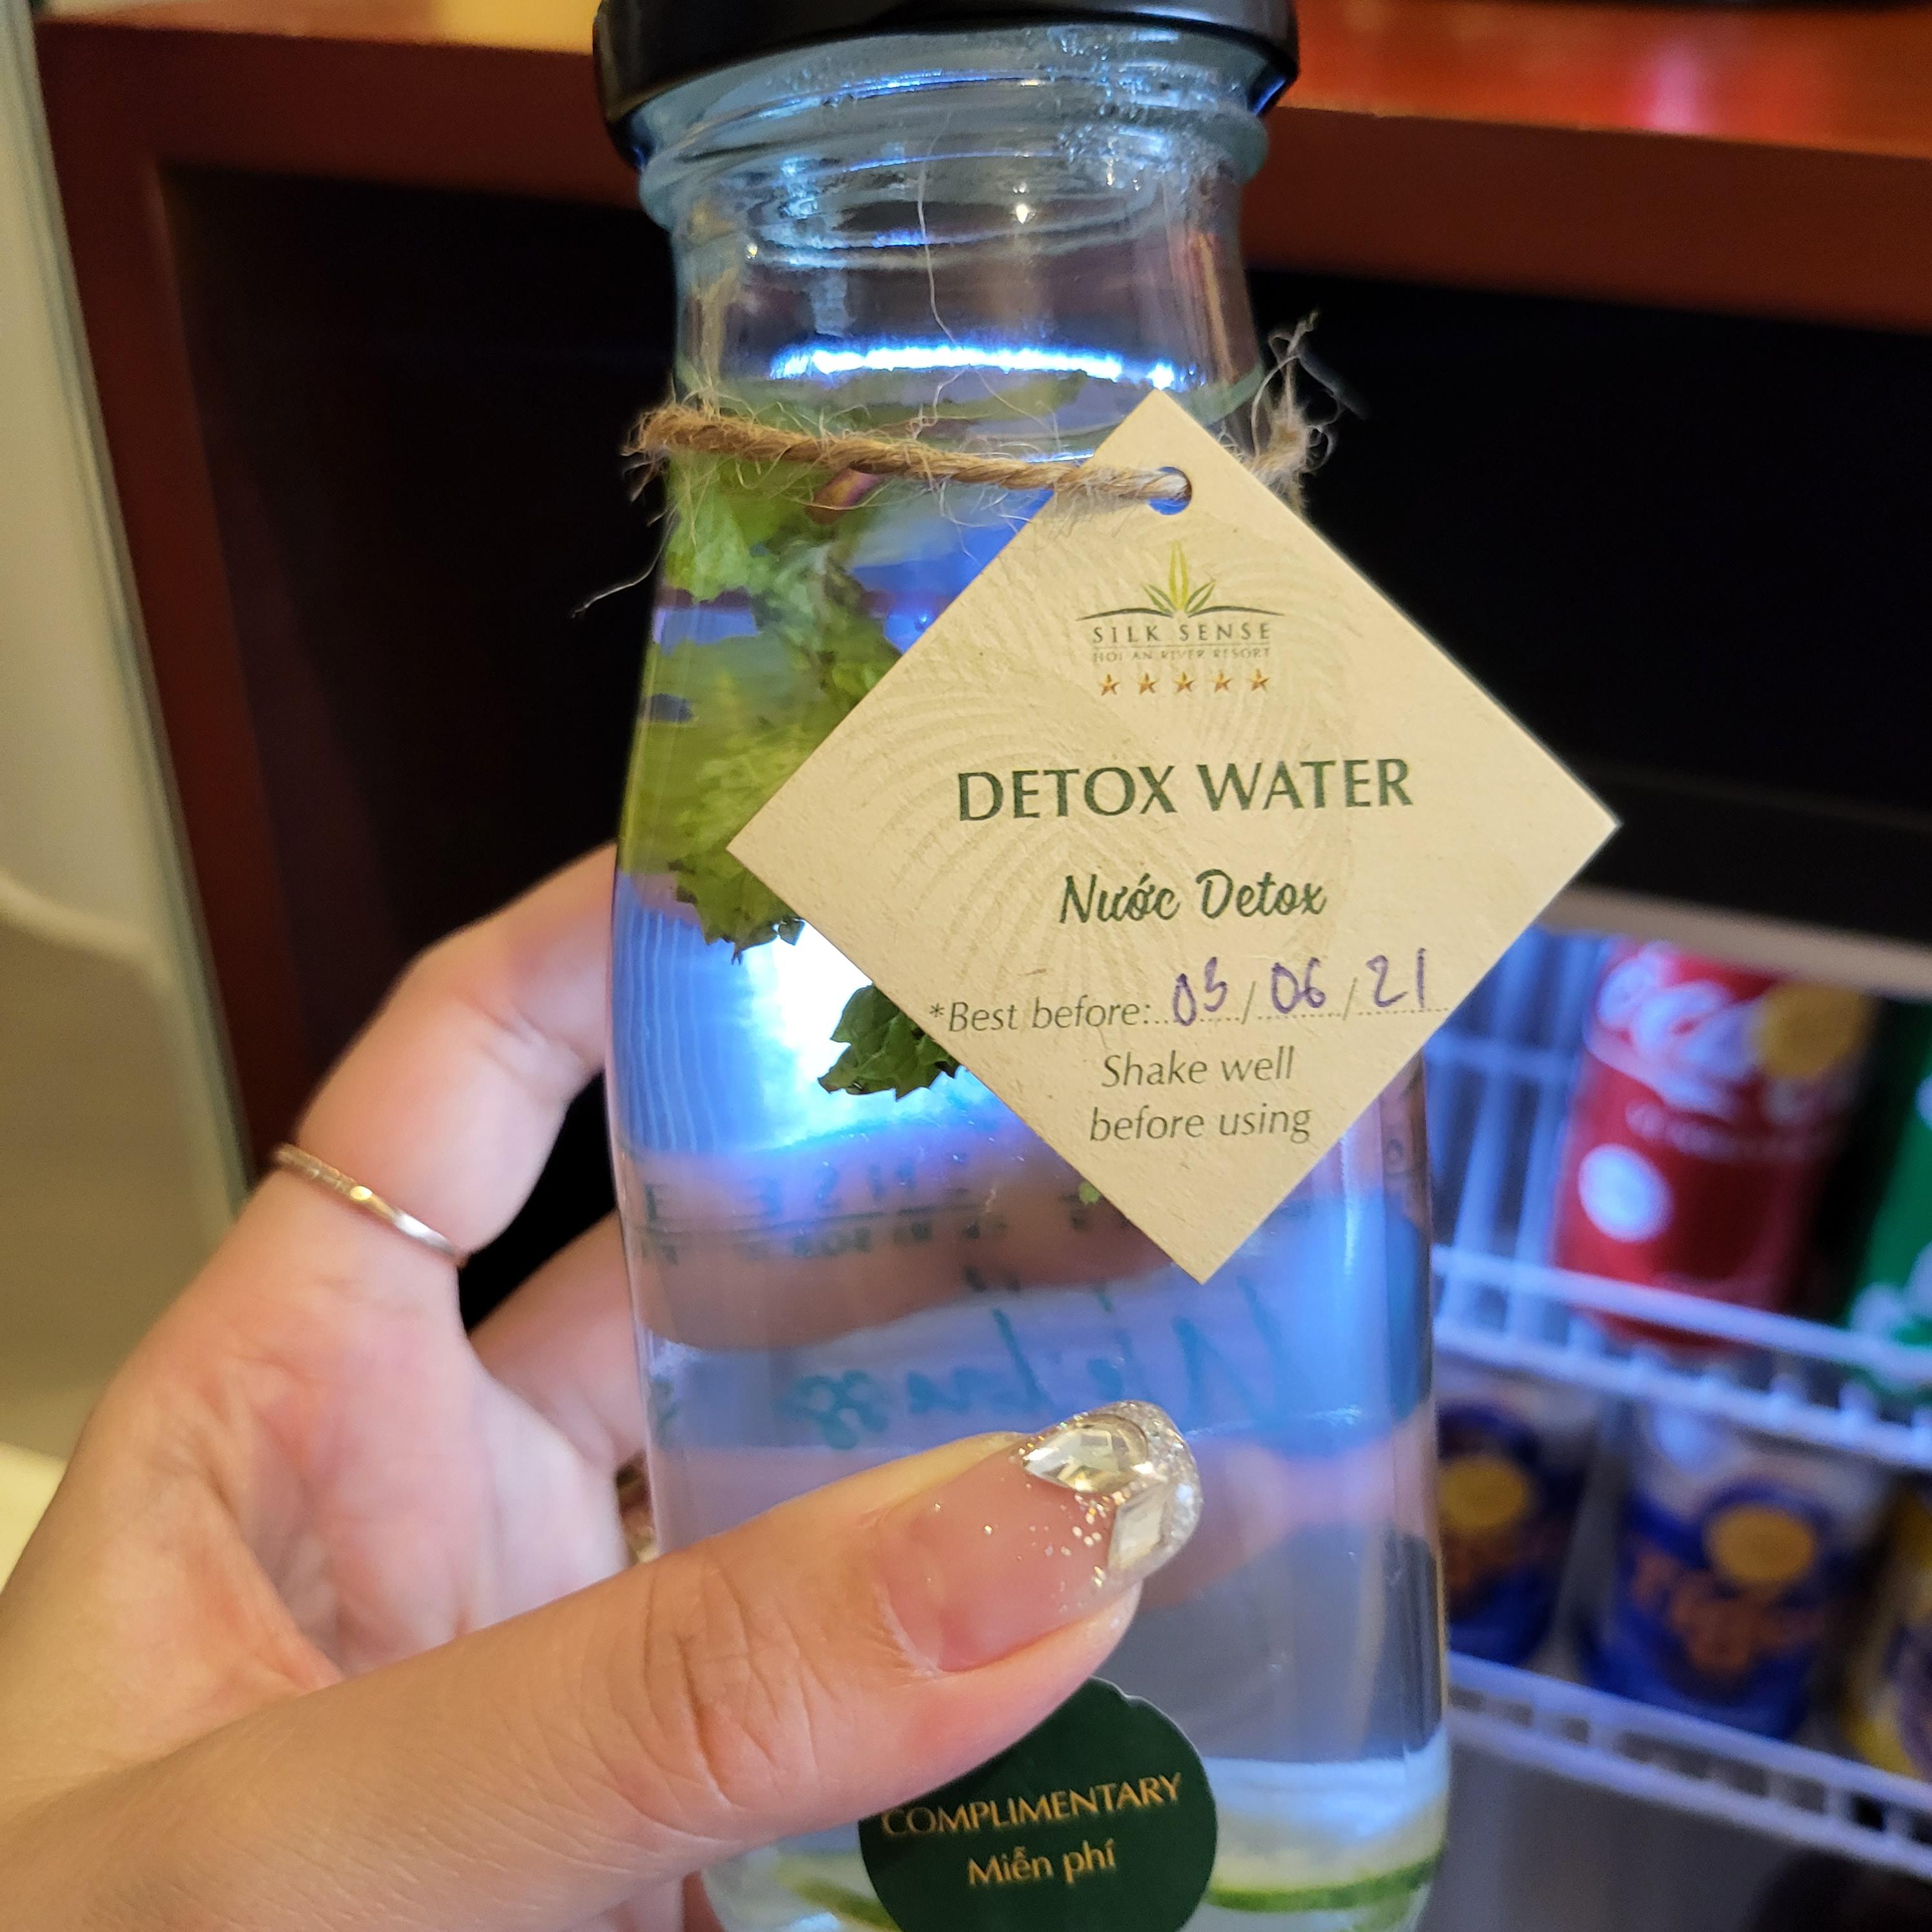 SILK SENSE
HOI AN RIVER RESORT
DETOX WATER
Nước Detox
*Best before: 03/06/21
Shake well
before using
COMPLIMENTARY
Miễn phí